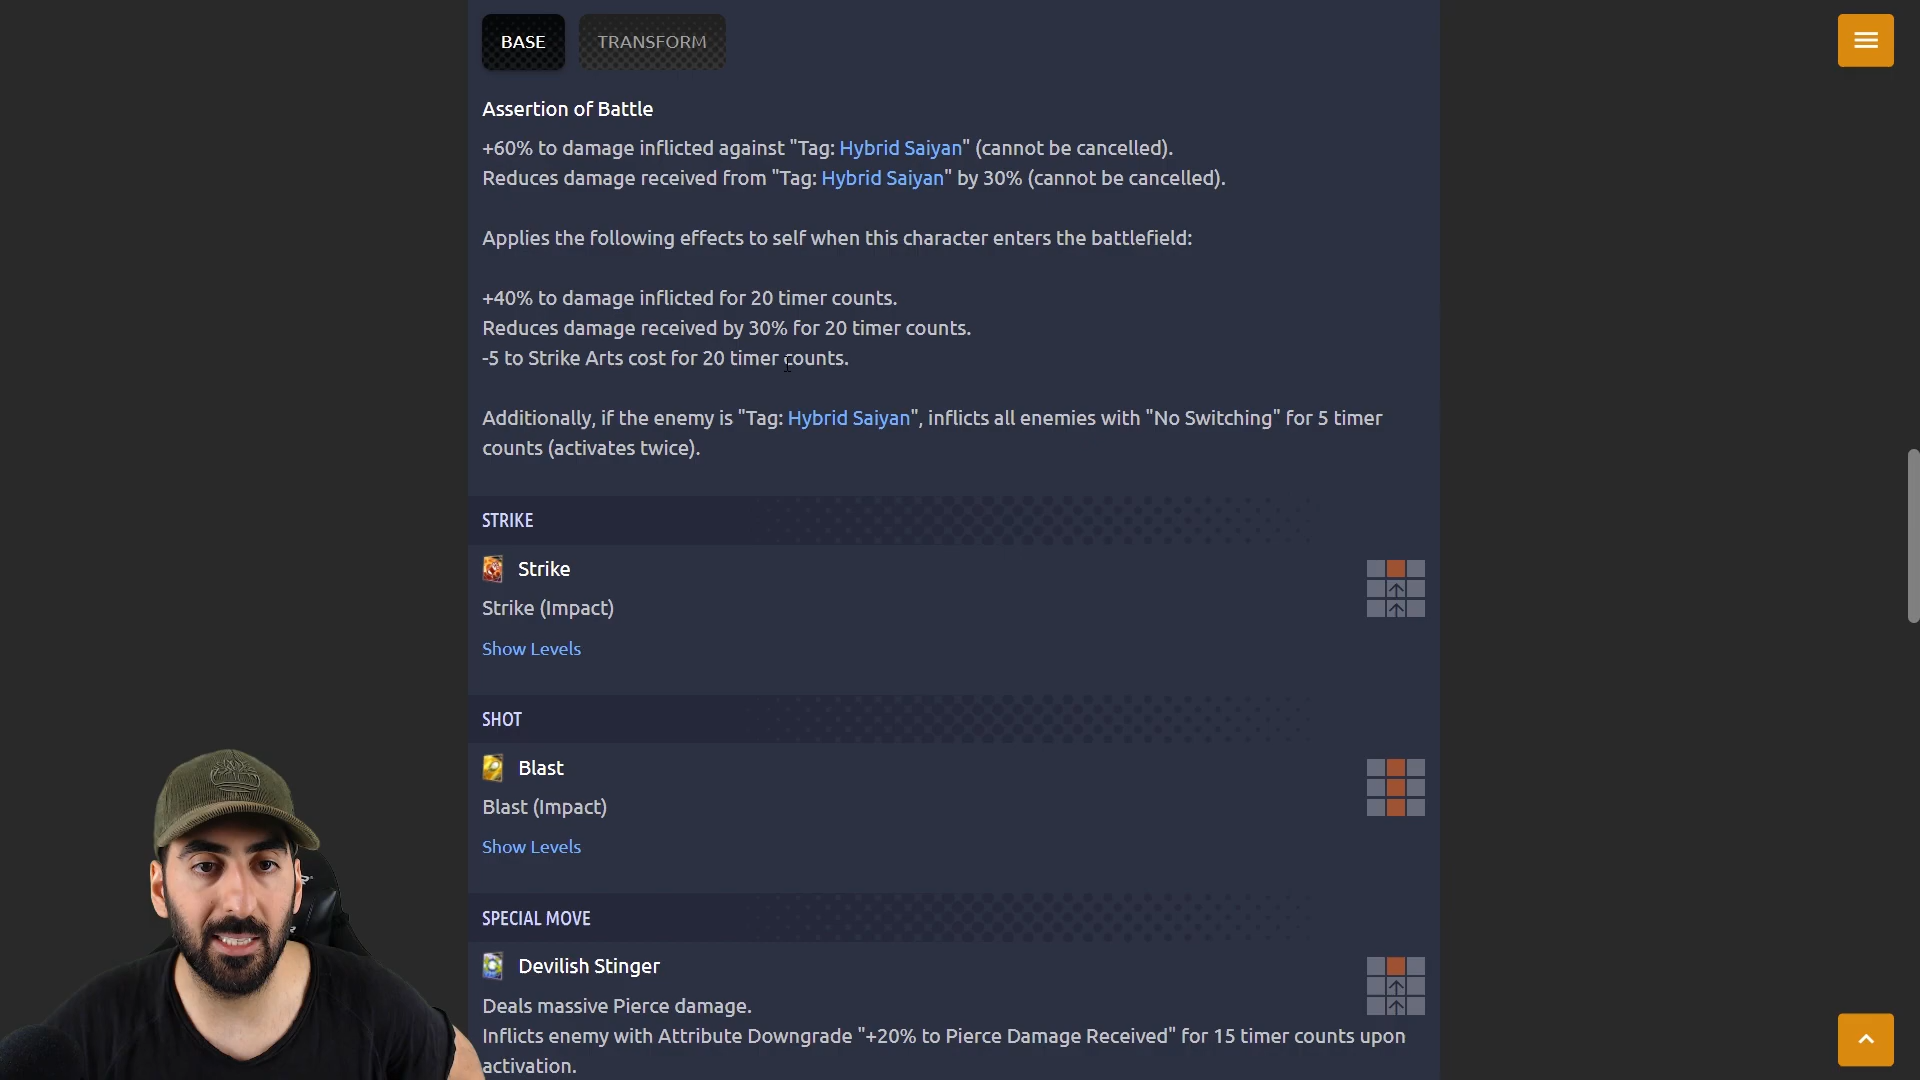 BASE
TRANSFORM
Assertion of Battle
+60% to damage inflicted against "Tag: Hybrid Saiyan" (cannot be cancelled).
Reduces damage received from "Tag: Hybrid Saiyan" by 30% (cannot be cancelled).
Applies the following effects to self when this character enters the battlefield:
+40% to damage inflicted for 20 timer counts.
Reduces damage received by 30% for 20 timer counts.
-5 to Strike Arts cost for 20 timer counts.
Additionally, if the enemy is "Tag: Hybrid Saiyan", inflicts all enemies with "No Switching" for 5 timer
counts (activates twice).
STRIKE
Strike
Strike (Impact)
Show Levels
SHOT
Blast
Blast (Impact)
Show Levels
SPECIAL MOVE
Devilish Stinger
Deals massive Pierce damage.
Inflicts enemy with Attribute Downgrade "+20% to Pierce Damage Received" for 15 timer counts upon
activation.